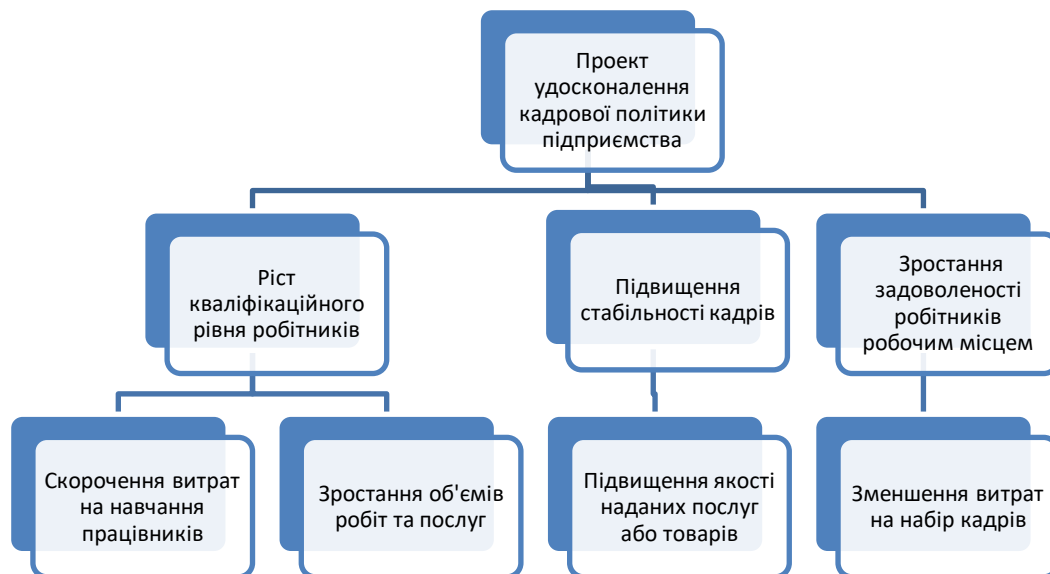 Проект
удосконалення
кадрової політики
підприємства
Ріст
кваліфікаційного
рівня робітників
Підвищення
стабільності кадрів
Зростання
задоволеності
робітників
робочим місцем
Скорочення витрат
на навчання
працівників
Зростання об'ємів
робіт та послуг
Підвищення якості
наданих послуг
або товарів
Зменшення витрат
на набір кадрів